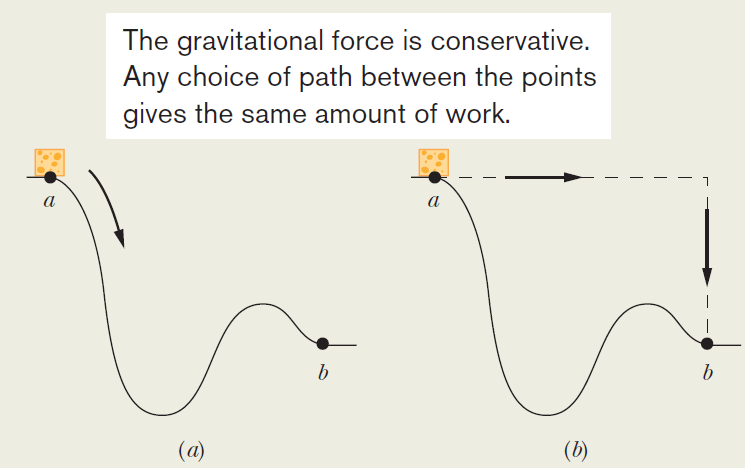 The gravitational force is conservative.
Any choice of path between the points
gives the same amount of work.
a
b
(a)
a
b
(b)